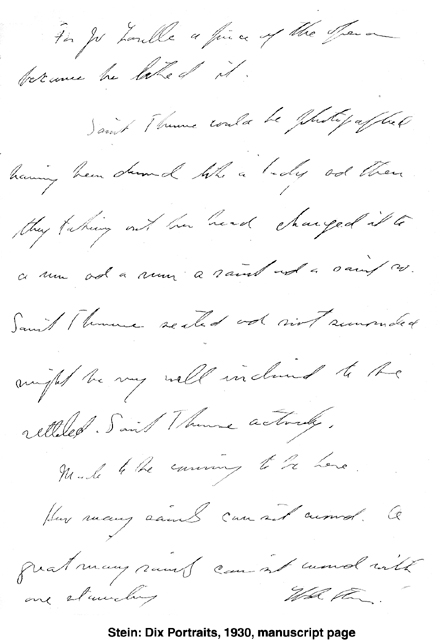 For Jo Lasell a piece of the opera
because he liked it.
Saint Therese could be photographed
having been dressed like a lady and then
they taking out her head changed it to
a nun and a nun a saint and a saint so.
Saint Therese seated and not surrounded
might be very well inclined to be
settled. Saint Therese actively.
Made to be coming to be here.
How many saints can sit around. A
great many saints can sit around with
one standing
Stein: Dix Portraits, 1930, manuscript page